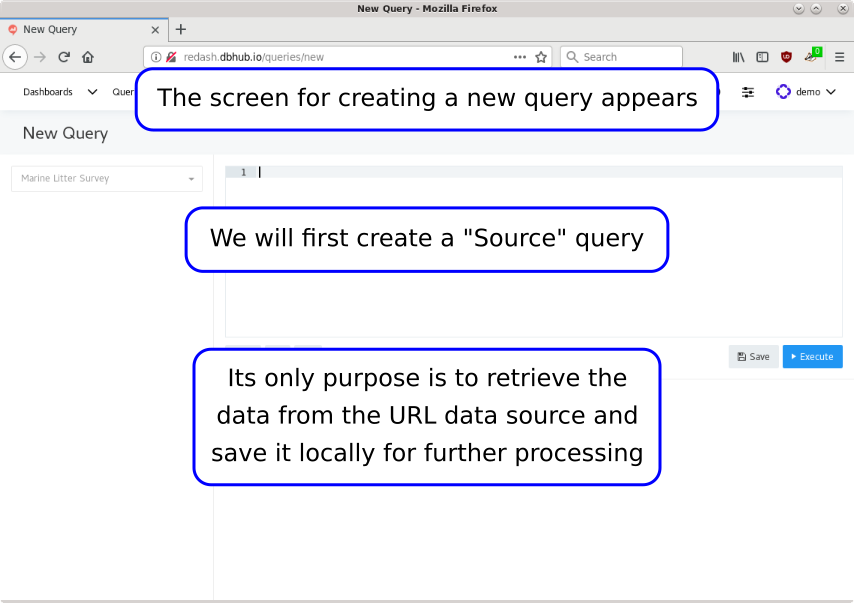 New Query - Mozilla Firefox
New Query
redash.dbhub.io/queries/new
Search
0
Dashboards
demo
The screen for creating a new query appears
New Query
Marine Litter Survey
1
We will first create a "Source" query
Save
Execute
Its only purpose is to retrieve the
data from the URL data source and
save it locally for further processing